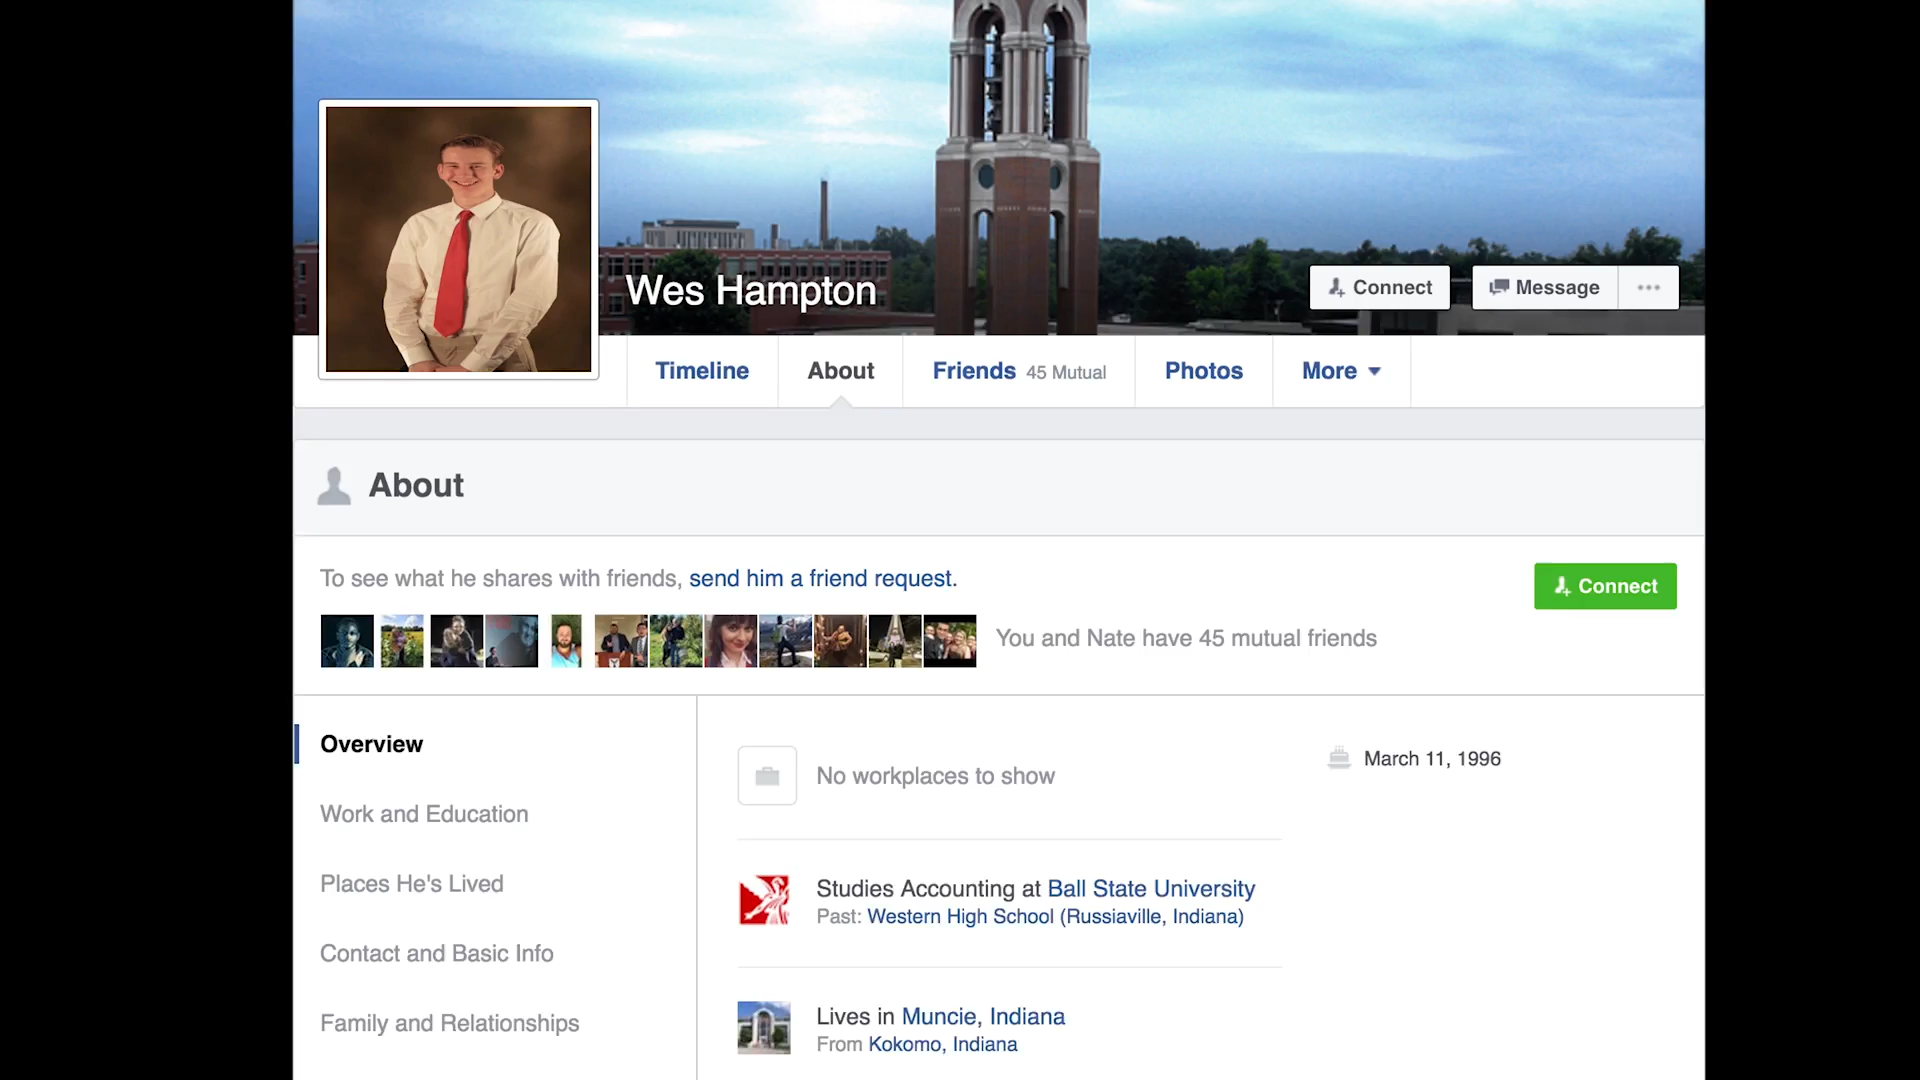 Wes Hampton
Connect
Message
Timeline
About
Friends 45 Mutual
Photos
More
About
To see what he shares with friends, send him a friend request.
Connect
You and Nate have 45 mutual friends
Overview
Work and Education
Places He's Lived
Contact and Basic Info
Family and Relationships
No workplaces to show
Studies Accounting at Ball State University
Past: Western High School (Russiaville, Indiana)
Lives in Muncie, Indiana
From Kokomo, Indiana
March 11, 1996